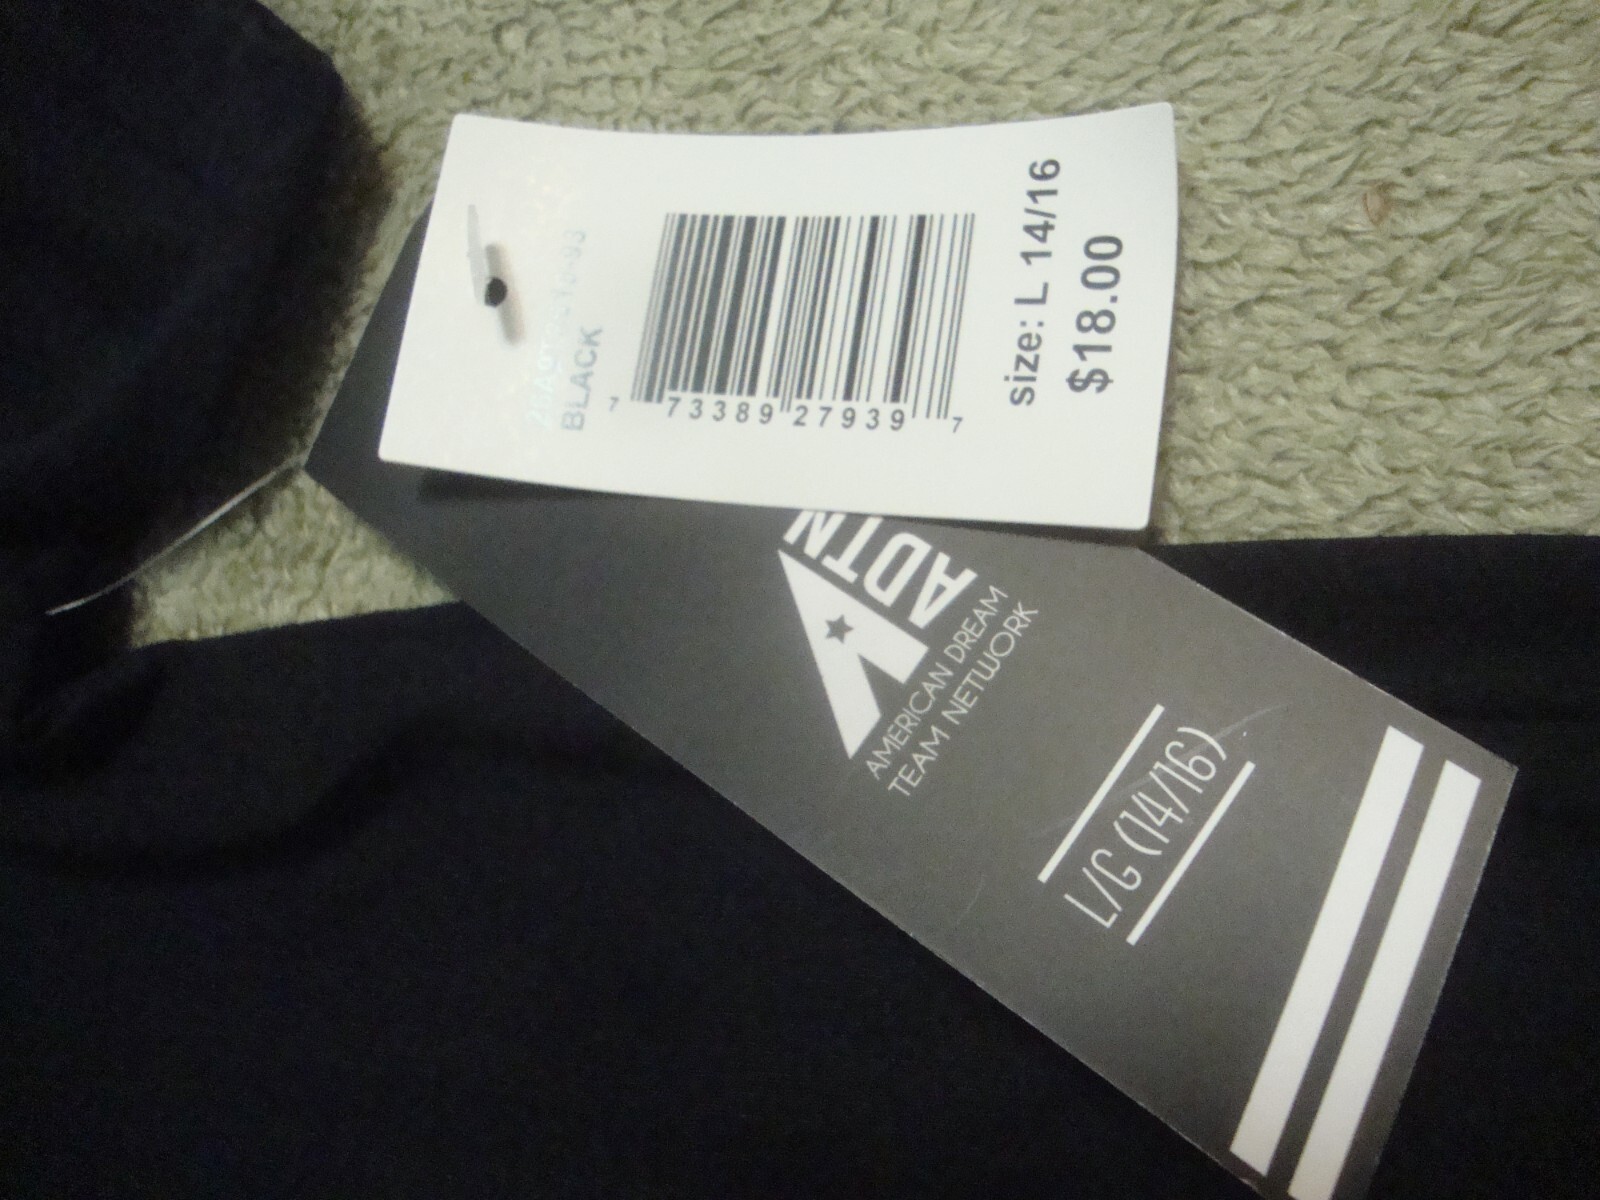 BLACK
7 73389 27939 7
size: L 14/16
$18.00
ADTN
AMERICAN DREAM
TEAM NETWORK
L/G (14/16)